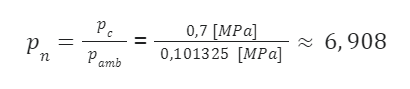 p_n = p_c / p_amb = 0,7 [MPa] / 0,101325 [MPa] ≈ 6,908